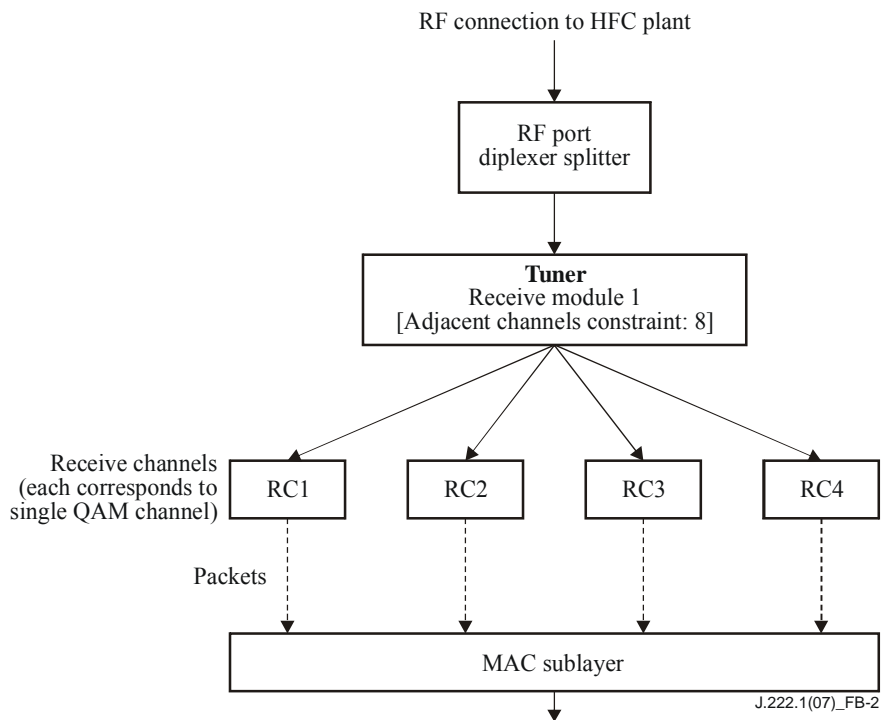 RF connection to HFC plant
RF port
diplexer splitter
Tuner
Receive module 1
[Adjacent channels constraint: 8]
Receive channels
(each corresponds to
single QAM channel)
RC1
RC2
RC3
RC4
Packets
MAC sublayer
J.222.1(07)_FB-2